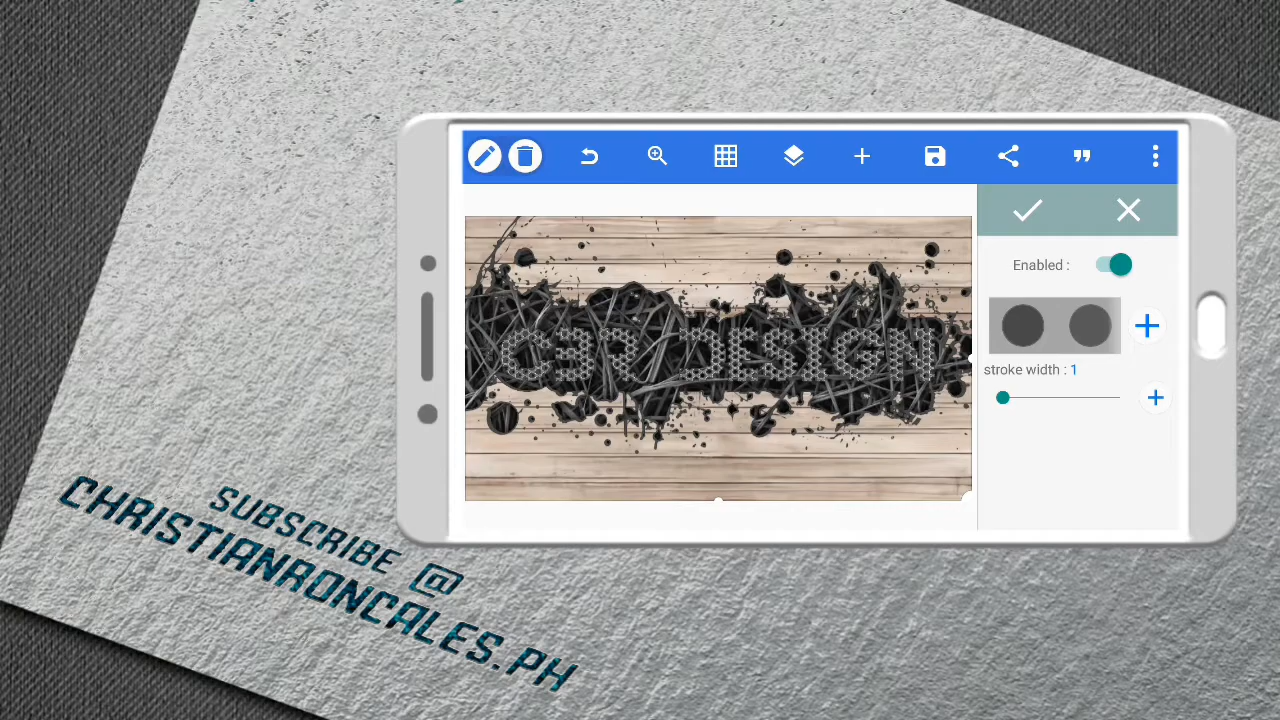 Enabled :
stroke width : 1
C3R DESIGN
SUBSCRIBE @
CHRISTIANRONCALES.PH